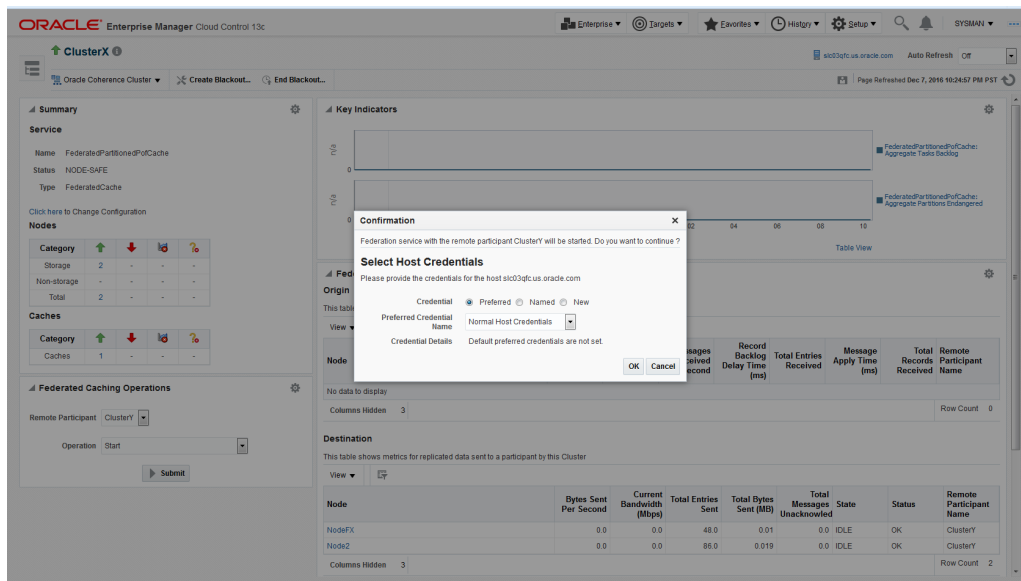 ORACLE Enterprise Manager Cloud Control 13c
Enterprise Targets Favorites History Setup SYSMAN
ClusterX
slc03qfc.us.oracle.com Auto Refresh Off
Oracle Coherence Cluster Create Blackout... End Blackout...
Page Refreshed Dec 7, 2016 10:24:57 PM PST
Summary
Service
Name FederatedPartitionedPofCache
Status NODE-SAFE
Type FederatedCache
Click here to Change Configuration
Nodes
Category
Storage 2 - - -
Non-storage - - - -
Total 2 - - -
Caches
Category
Caches 1 - - -
Federated Caching Operations
Remote Participant ClusterY
Operation Start
Submit
Key Indicators
n/a
0
FederatedPartitionedPofCache:
Aggregate Tasks Backlog
n/a
0
FederatedPartitionedPofCache:
Aggregate Partitions Endangered
02 04 06 08 10
Table View
Confirmation
Federation service with the remote participant ClusterY will be started. Do you want to continue ?
Select Host Credentials
Please provide the credentials for the host slc03qfc.us.oracle.com
Credential Preferred Named New
Preferred Credential
Name
Normal Host Credentials
Credential Details Default preferred credentials are not set.
OK Cancel
Fed
Origin
This table
View
Node
Record
Backlog
Delay Time
(ms)
Total Entries
Received
Message
Apply Time
(ms)
Total
Records
Received
Remote
Participant
Name
No data to display
Columns Hidden 3 Row Count 0
Destination
This table shows metrics for replicated data sent to a participant by this Cluster
View
Node
Bytes Sent
Per Second
Current
Bandwidth
(Mbps)
Total Entries
Sent
Total Bytes
Sent (MB)
Total
Messages
Unacknowled
State
Status
Remote
Participant
Name
NodeFX 0.0 0.0 48.0 0.01 0.0 IDLE OK ClusterY
Node2 0.0 0.0 86.0 0.019 0.0 IDLE OK ClusterY
Columns Hidden 3 Row Count 2